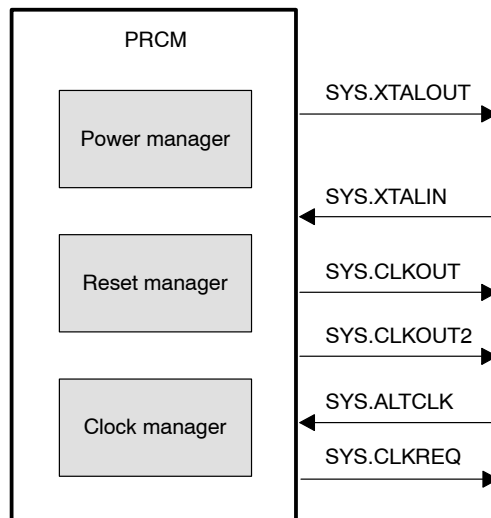 PRCM
Power manager
Reset manager
Clock manager
SYS.XTALOUT
SYS.XTALIN
SYS.CLKOUT
SYS.CLKOUT2
SYS.ALTCLK
SYS.CLKREQ